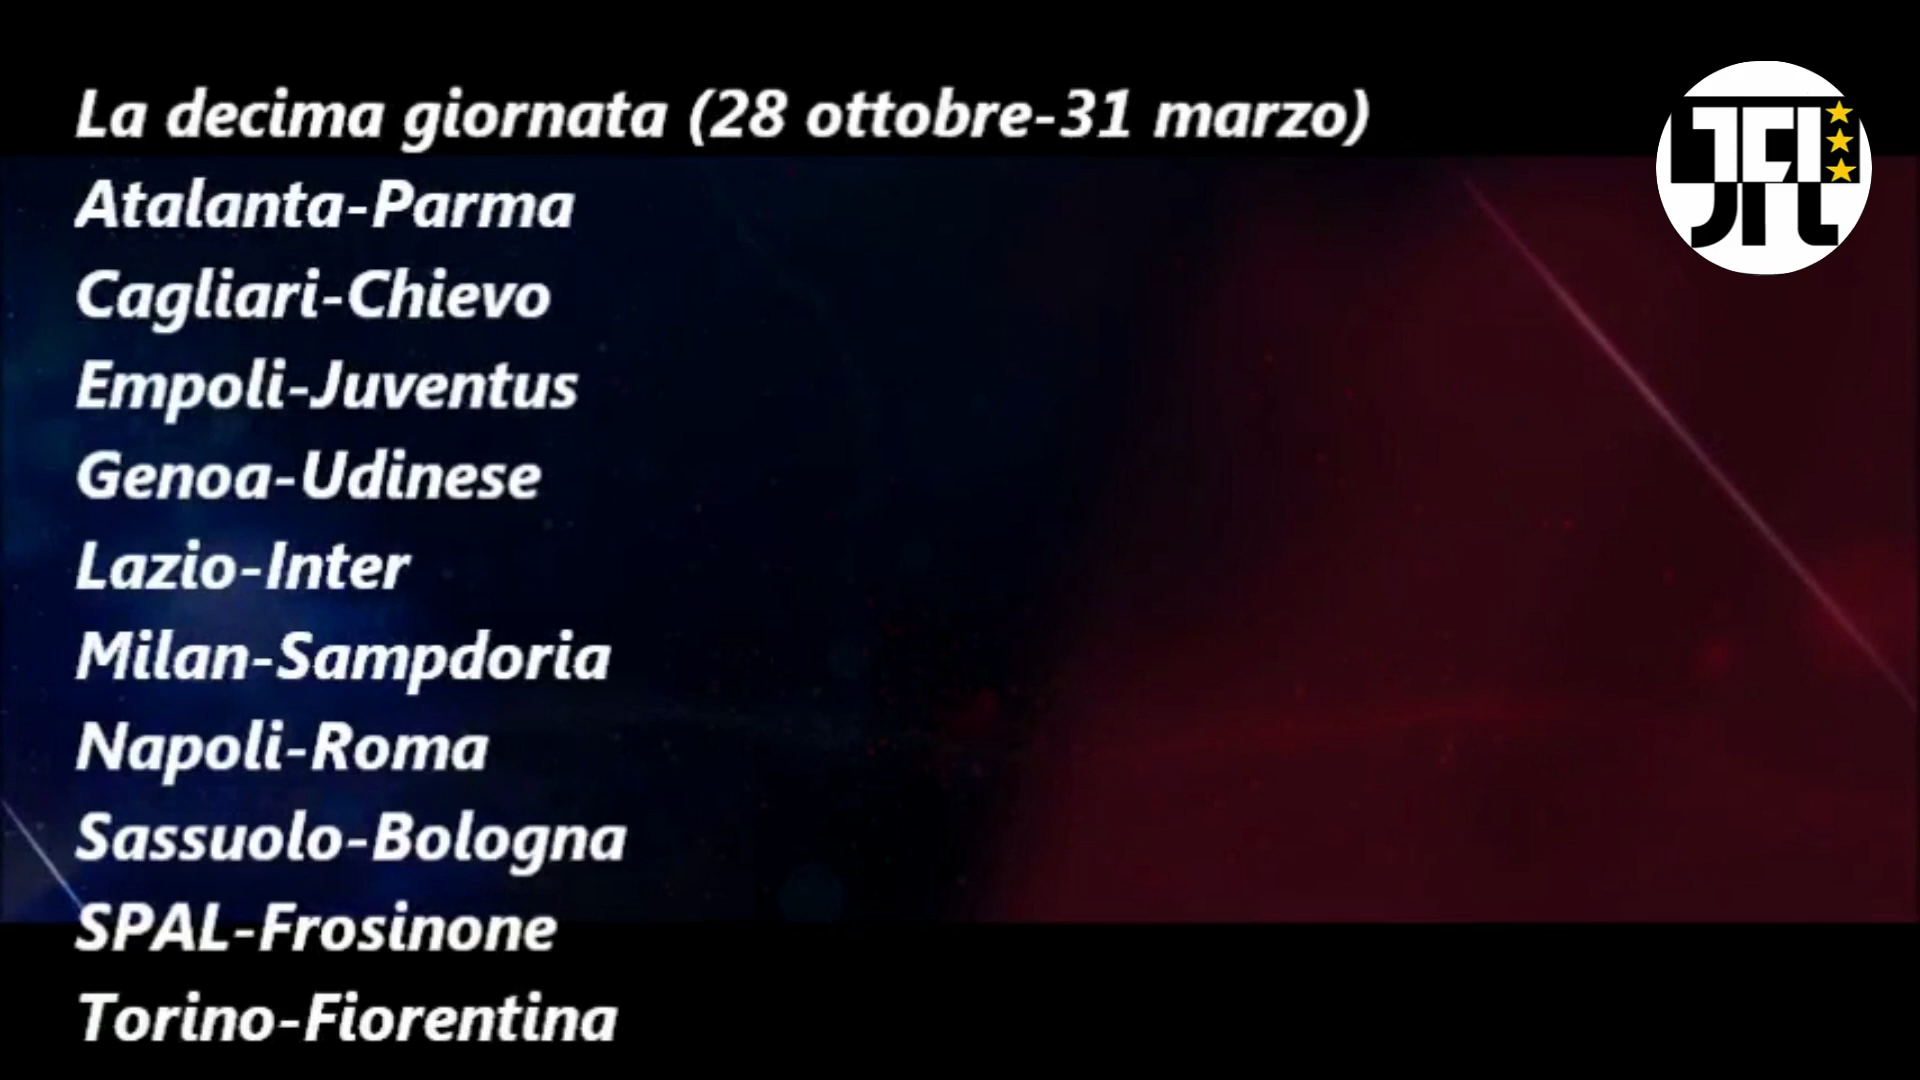 La decima giornata (28 ottobre-31 marzo)
Atalanta-Parma
Cagliari-Chievo
Empoli-Juventus
Genoa-Udinese
Lazio-Inter
Milan-Sampdoria
Napoli-Roma
Sassuolo-Bologna
SPAL-Frosinone
Torino-Fiorentina